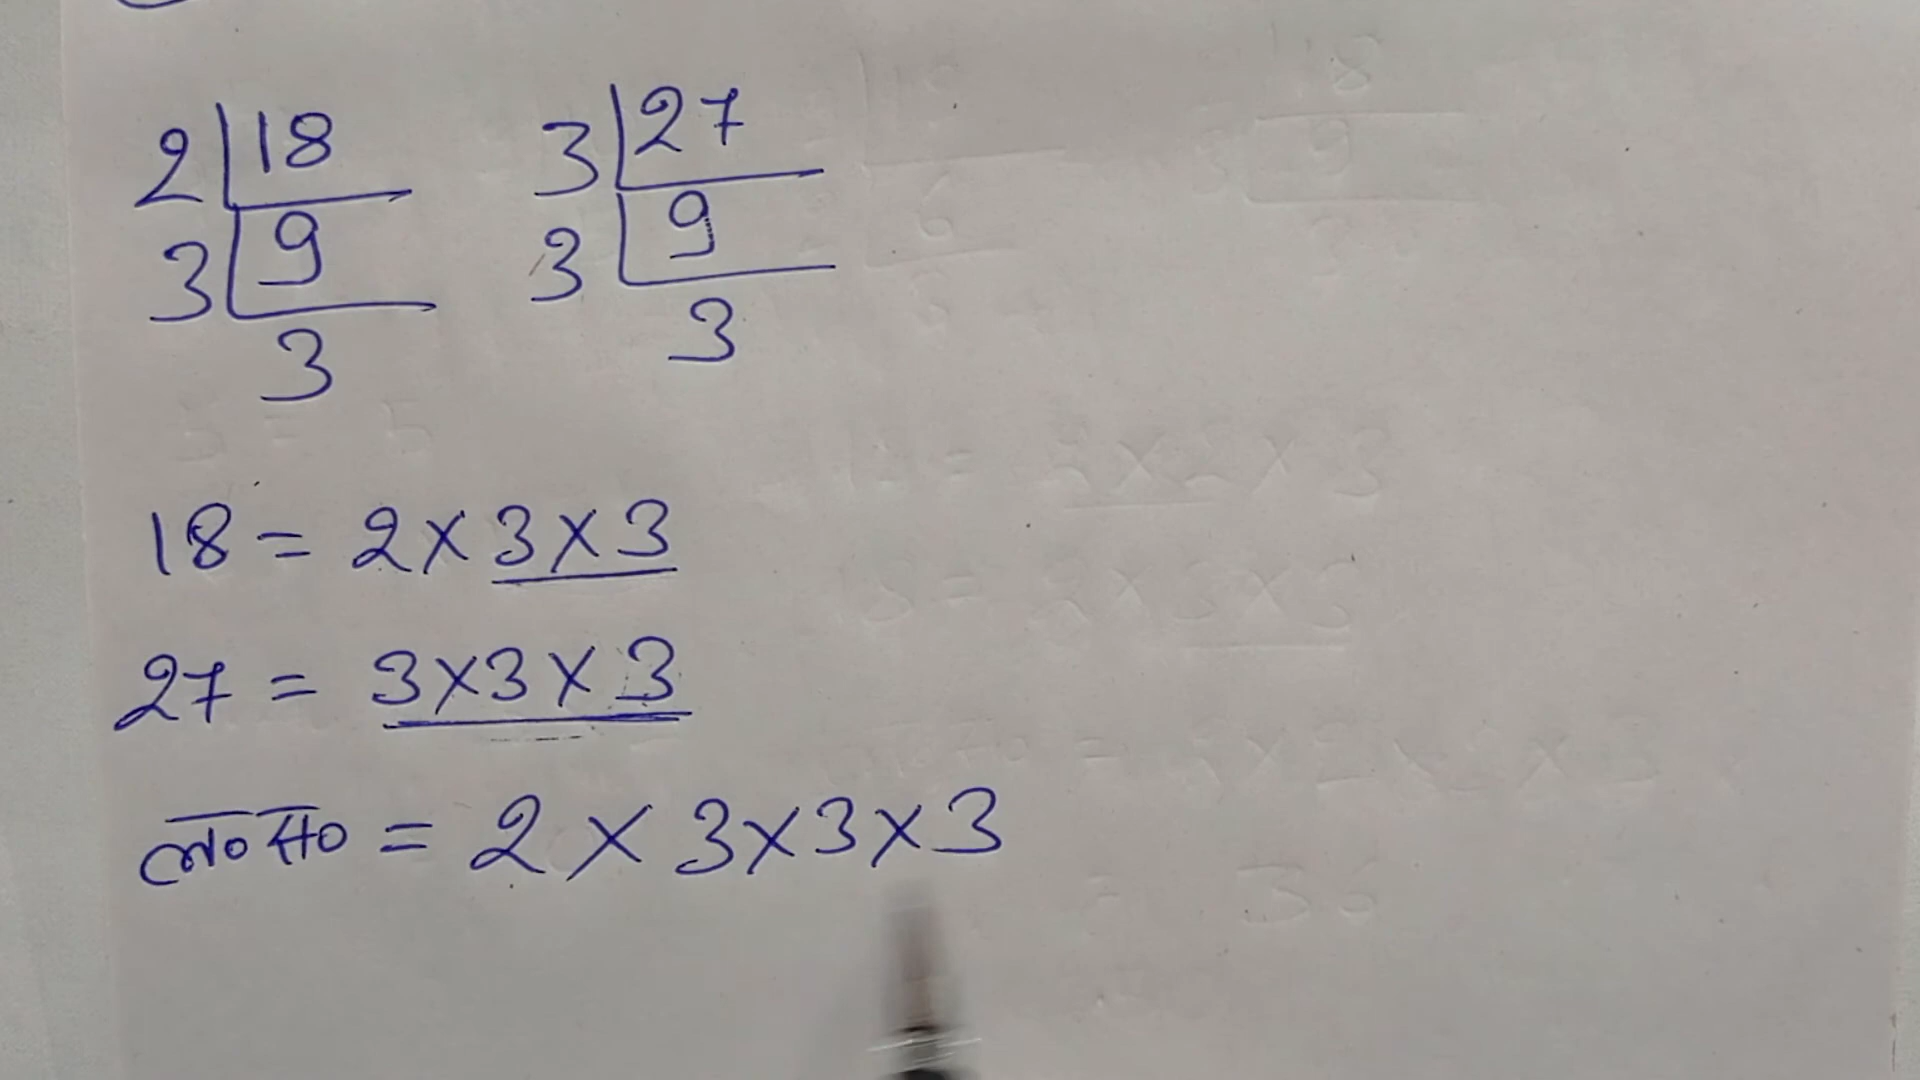 2 18 3 27
3 9 3 9
3 3
18 = 2 × 3 × 3
27 = 3 × 3 × 3
ल०स० = 2 × 3 × 3 × 3